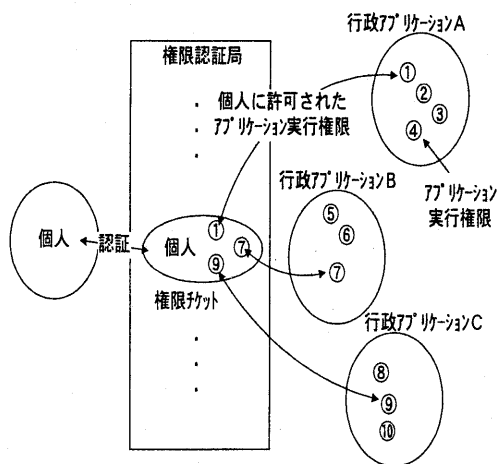 行政アプリケーションA
権限認証局
①
②
③
④
個人に許可された
アプリケーション実行権限
アプリケーション
実行権限
行政アプリケーションB
⑤
⑥
⑦
個人
認証
個人
①
⑦
⑨
権限チケット
行政アプリケーションC
⑧
⑨
⑩